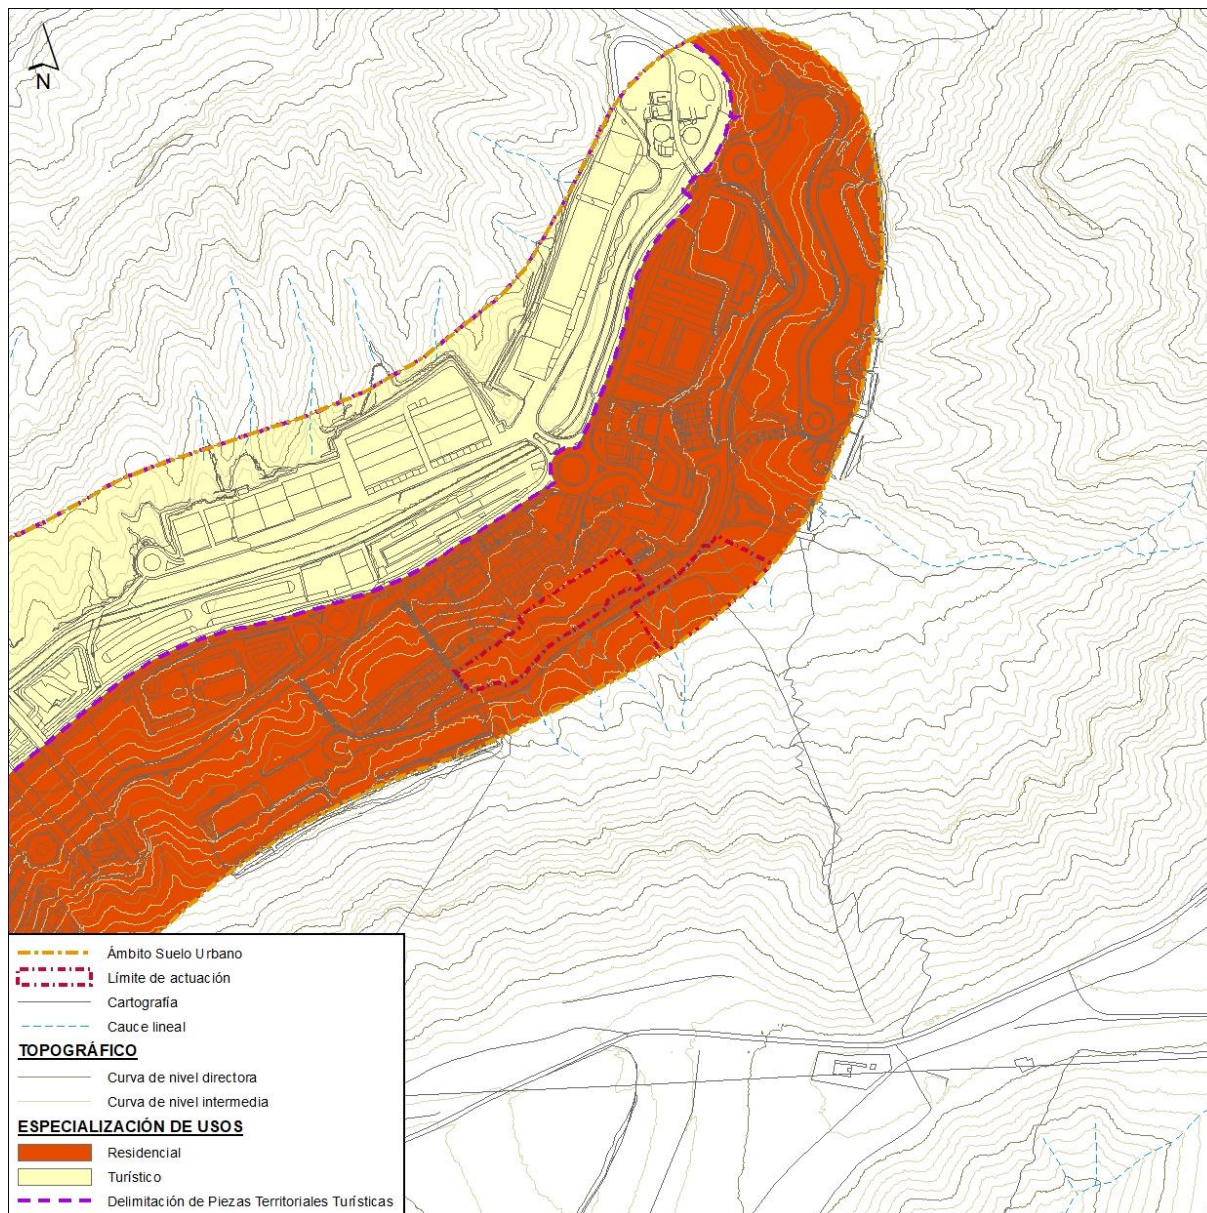 N
Ámbito Suelo Urbano
Límite de actuación
Cartografía
Cauce lineal
TOPOGRÁFICO
Curva de nivel directora
Curva de nivel intermedia
ESPECIALIZACIÓN DE USOS
Residencial
Turístico
Delimitación de Piezas Territoriales Turísticas